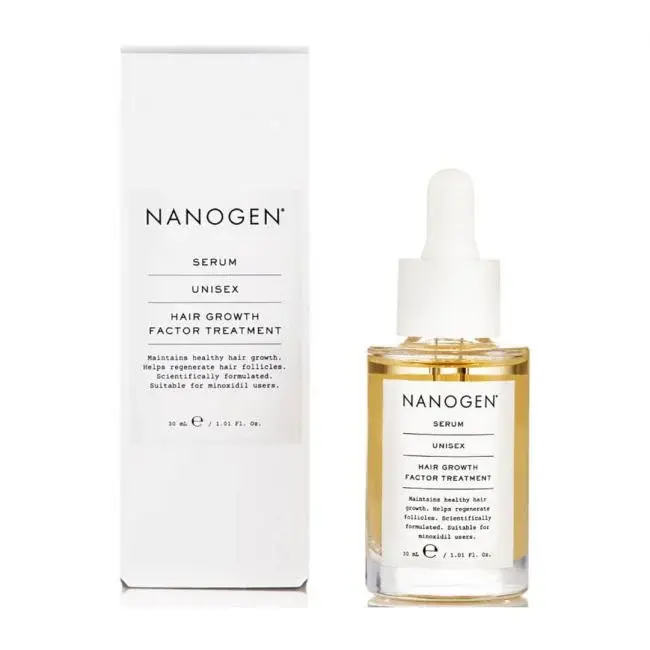 NANOGEN®
SERUM
UNISEX
HAIR GROWTH
FACTOR TREATMENT
Maintains healthy hair growth.
Helps regenerate hair follicles.
Scientifically formulated.
Suitable for minoxidil users.
30 mL ℮ / 1.01 Fl. Oz.
NANOGEN®
SERUM
UNISEX
HAIR GROWTH
FACTOR TREATMENT
Maintains healthy hair
growth. Helps regenerate
follicles. Scientifically
formulated. Suitable for
minoxidil users.
30 mL ℮ / 1.01 Fl. Oz.